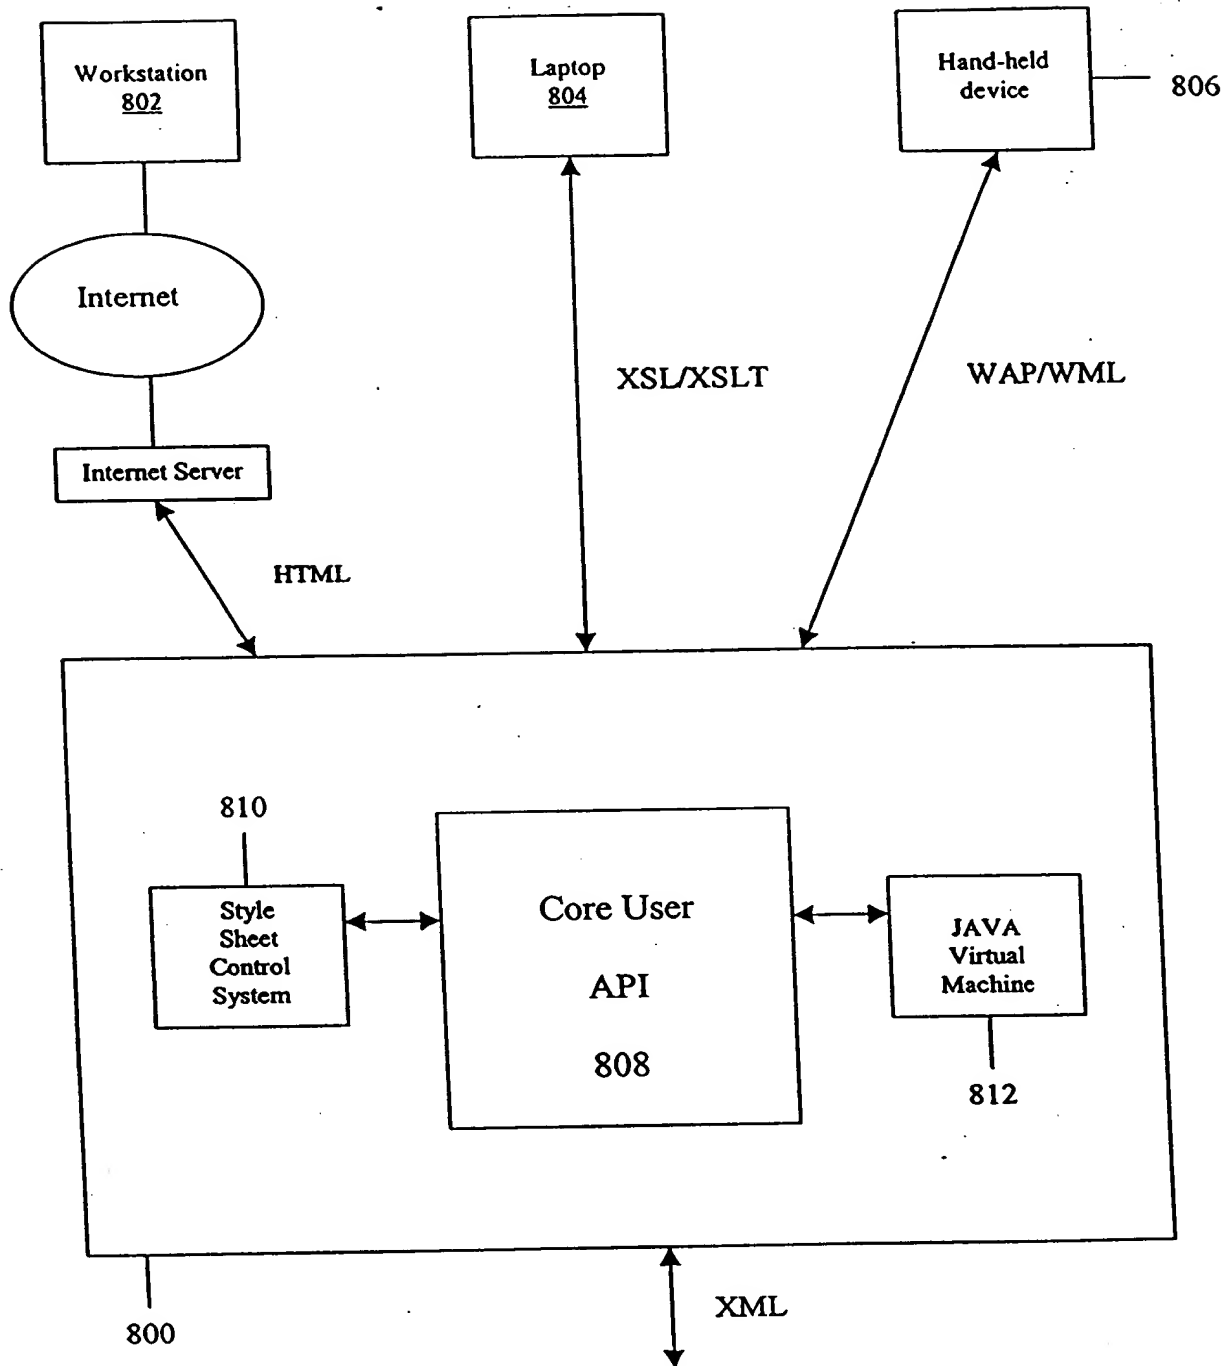 Workstation
802
Laptop
804
Hand-held
device
806
Internet
XSL/XSLT
WAP/WML
Internet Server
HTML
810
Style
Sheet
Control
System
Core User
API
808
JAVA
Virtual
Machine
812
800
XML